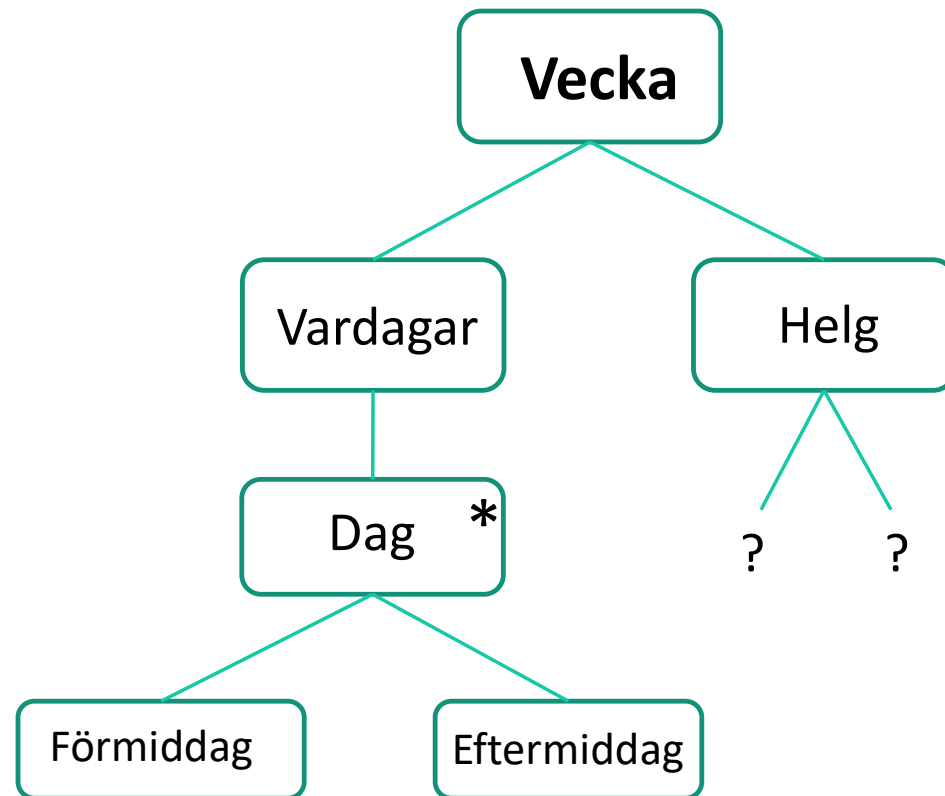 Vecka
Vardagar
Helg
Dag *
? ?
Förmiddag
Eftermiddag